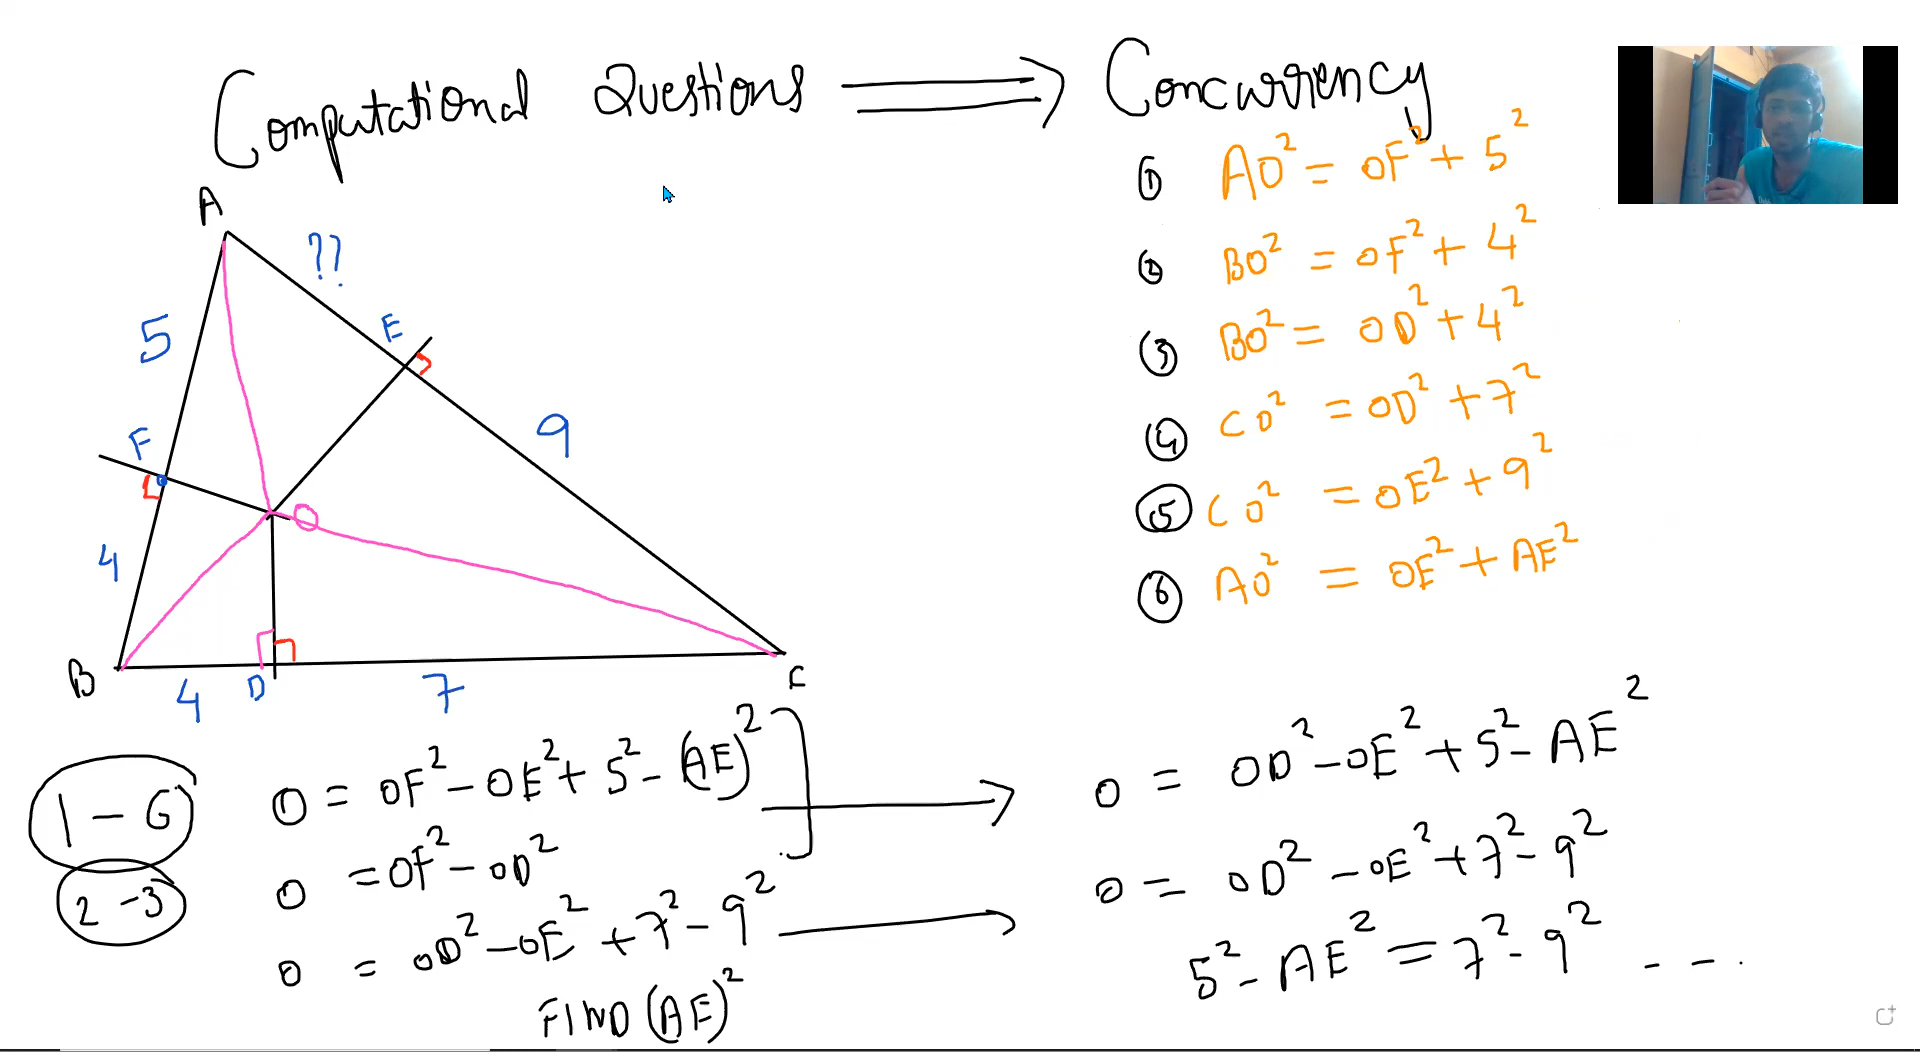 Computational Questions ⟹ Concurrency
① AO² = OF² + 5²
② BO² = OF² + 4²
③ BO² = OD² + 4²
④ CO² = OD² + 7²
⑤ CO² = OE² + 9²
⑥ AO² = OE² + AE²
A
??
5
E
9
F
O
4
B
4
D
7
C
1 - 6
0 = OF² - OE² + 5² - (AE)²
2 - 3
0 = OF² - OD²
0 = OD² - OE² + 7² - 9²
FIND (AE)²
0 = OD² - OE² + 5² - AE²
0 = OD² - OE² + 7² - 9²
5² - AE² = 7² - 9² - - .